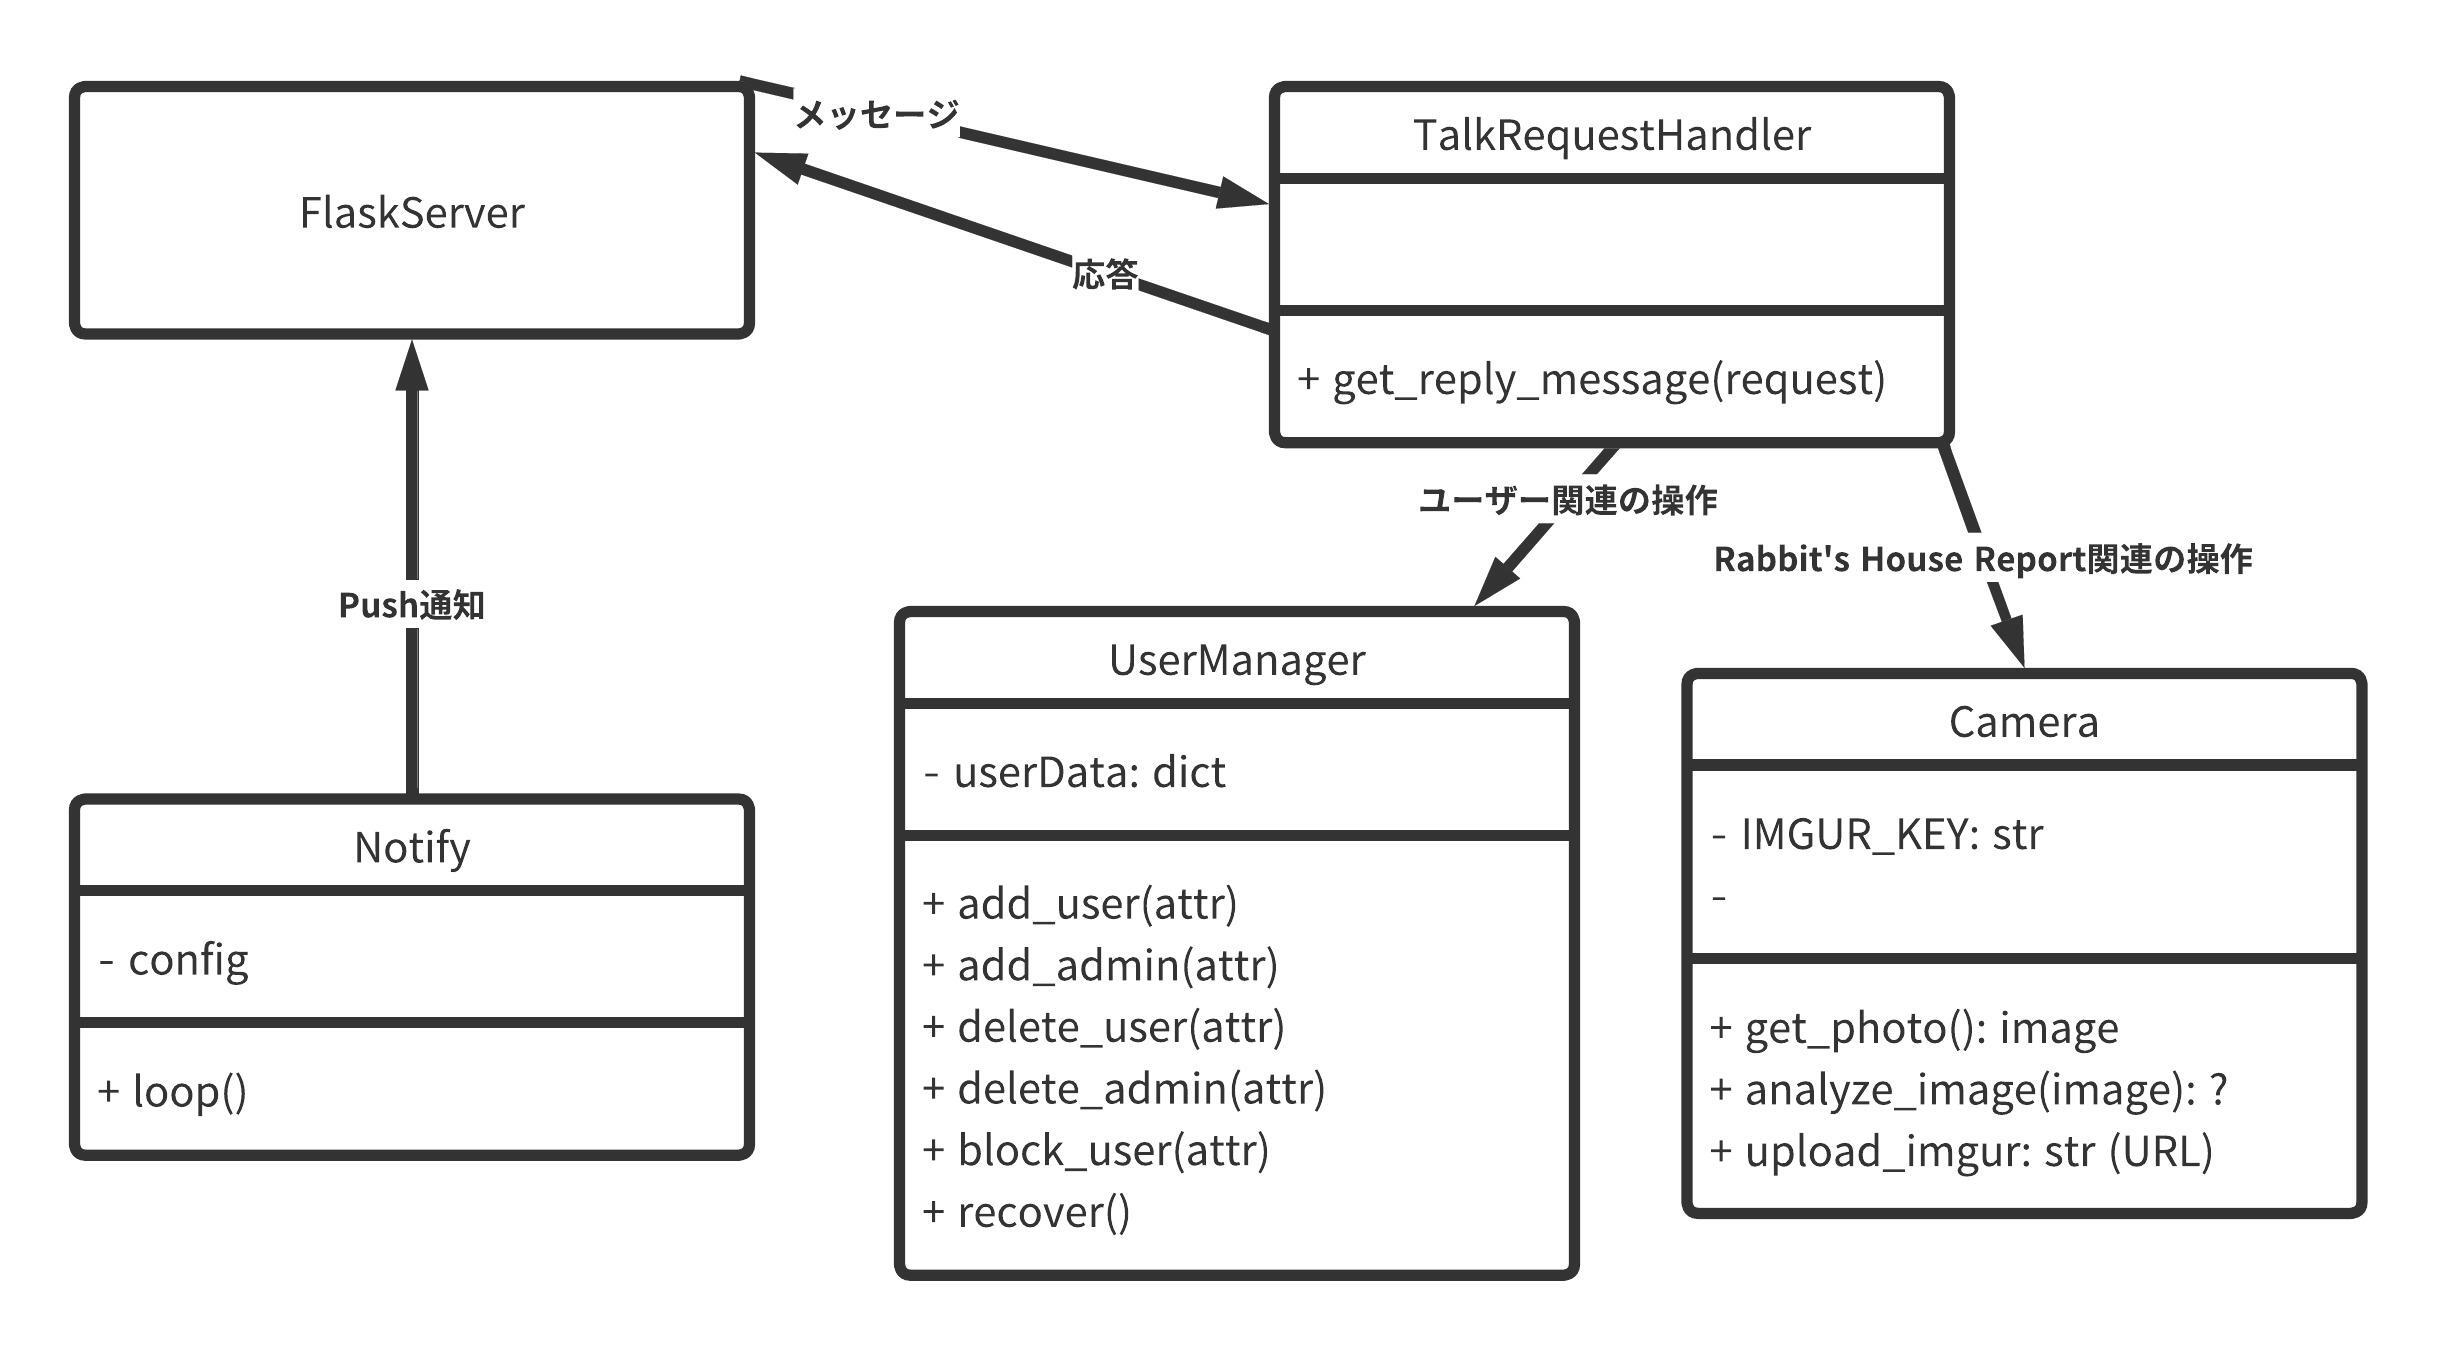 FlaskServer
メッセージ
応答
TalkRequestHandler
+ get_reply_message(request)
ユーザー関連の操作
Rabbit's House Report関連の操作
Push通知
Notify
- config
+ loop()
UserManager
- userData: dict
+ add_user(attr)
+ add_admin(attr)
+ delete_user(attr)
+ delete_admin(attr)
+ block_user(attr)
+ recover()
Camera
- IMGUR_KEY: str
-
+ get_photo(): image
+ analyze_image(image): ?
+ upload_imgur: str (URL)